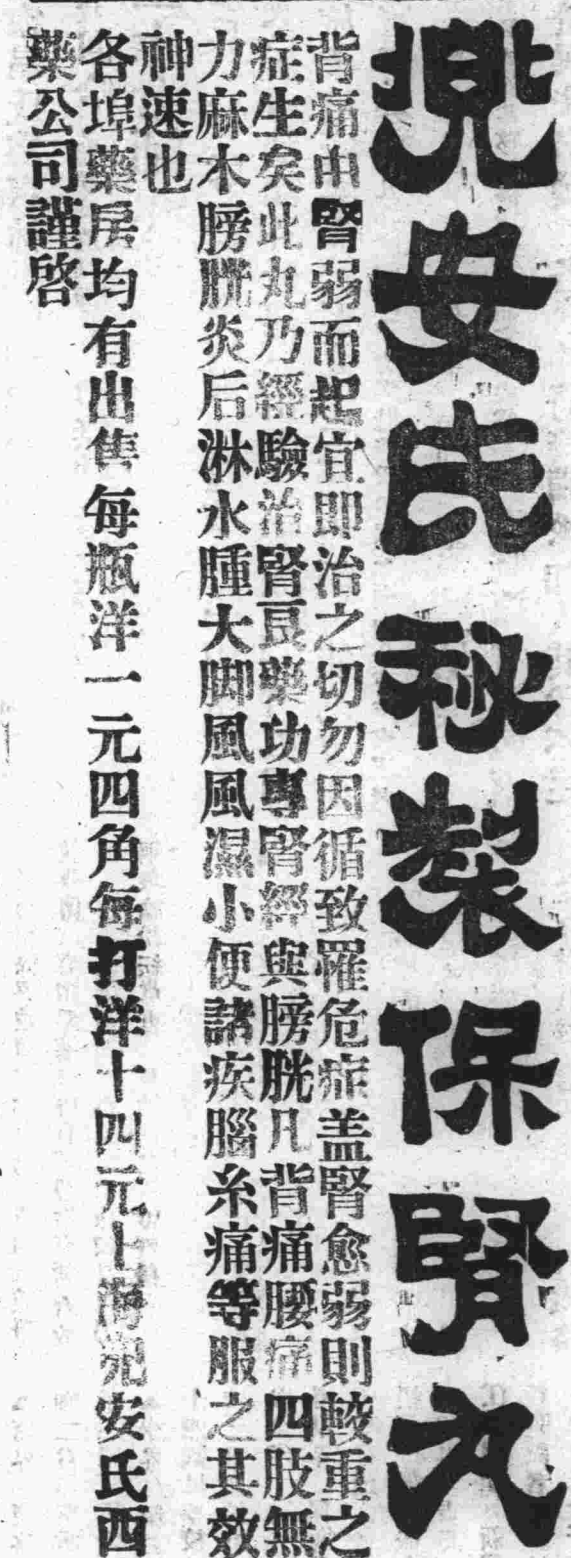 兜安氏秘製保腎丸
背痛由腎弱而起宜即治之切勿因循致罹危症盖腎愈弱則較重之
症生矣此丸乃經驗治腎良藥功專腎經與膀胱凡背痛腰痛四肢無
力麻木膀胱炎石淋水腫大脚風風濕小便諸疾腦糸痛等服之其效
神速也
各埠藥房均有出售每瓶洋一元四角每打洋十四元上海兜安氏西
藥公司謹啓